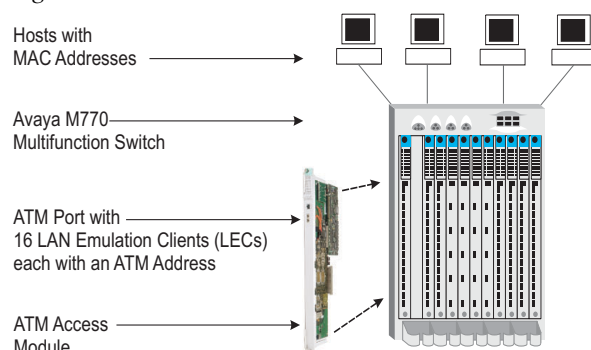 Hosts with
MAC Addresses
Avaya M770
Multifunction Switch
ATM Port with
16 LAN Emulation Clients (LECs)
each with an ATM Address
ATM Access
Module